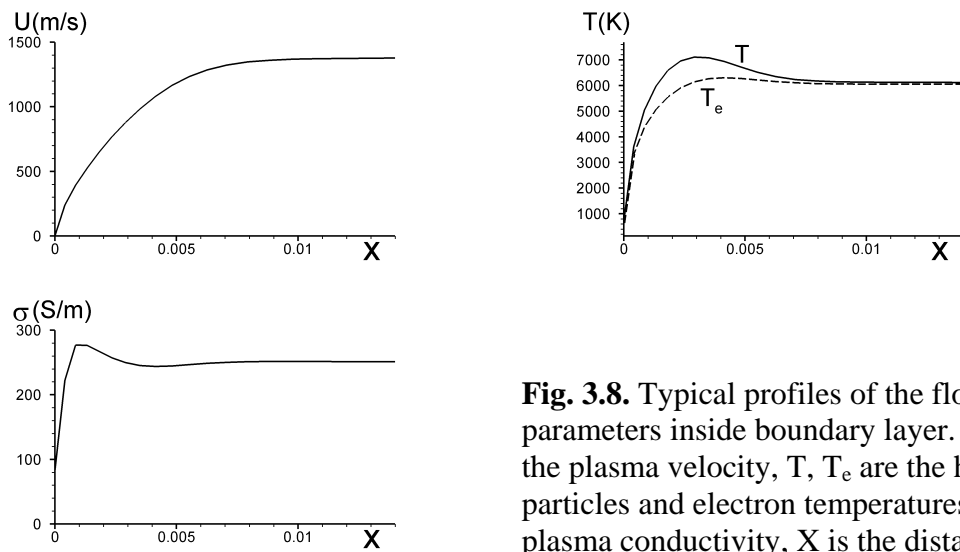 U(m/s)
1500
1000
500
0
0 0.005 0.01 X
T(K)
7000
6000
5000
4000
3000
2000
1000
T
Te
0 0.005 0.01 X
σ(S/m)
300
200
100
0
0 0.005 0.01 X
Fig. 3.8. Typical profiles of the flo
parameters inside boundary layer.
the plasma velocity, T, Te are the h
particles and electron temperatures
plasma conductivity, X is the dista